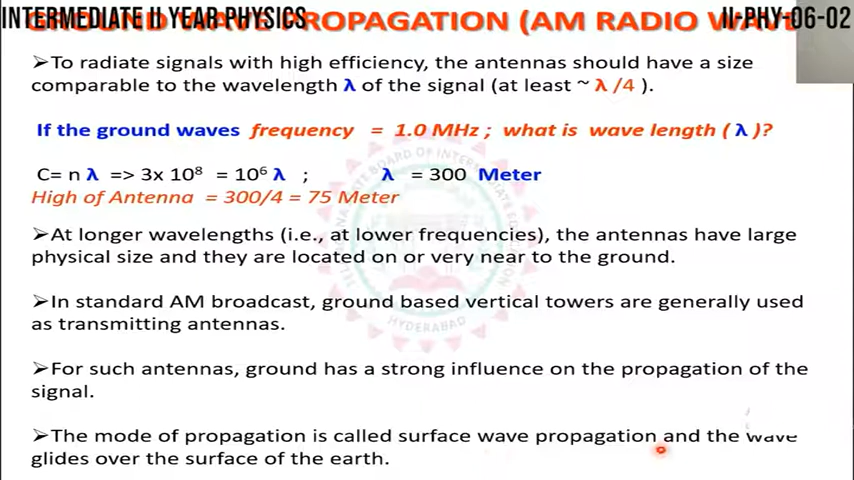 INTERMEDIATE II YEAR PHYSICS
GROUND WAVE PROPAGATION (AM RADIO WAVE
II-PHY-06-02
➢To radiate signals with high efficiency, the antennas should have a size
comparable to the wavelength λ of the signal (at least ~ λ /4 ).
If the ground waves frequency = 1.0 MHz ; what is wave length ( λ )?
C= n λ => 3x 10⁸ = 10⁶ λ ; λ = 300 Meter
High of Antenna = 300/4 = 75 Meter
➢At longer wavelengths (i.e., at lower frequencies), the antennas have large
physical size and they are located on or very near to the ground.
➢In standard AM broadcast, ground based vertical towers are generally used
as transmitting antennas.
➢For such antennas, ground has a strong influence on the propagation of the
signal.
➢The mode of propagation is called surface wave propagation and the wave
glides over the surface of the earth.
HYDERABAD